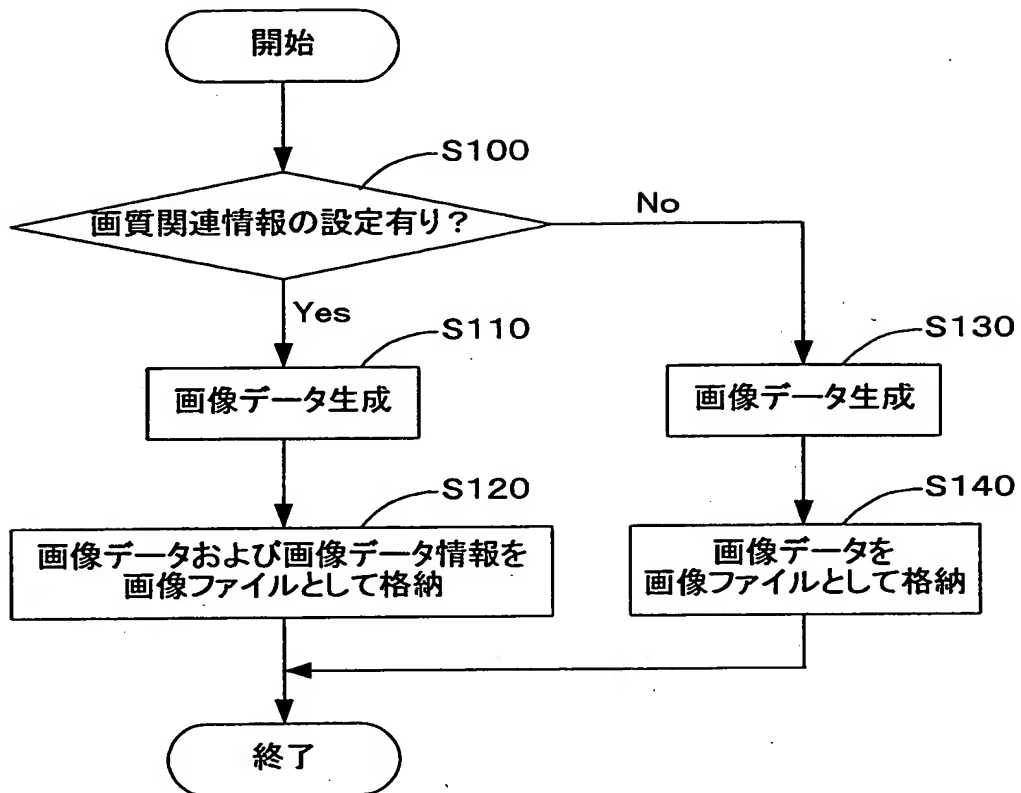 開始
S100
画質関連情報の設定有り?
No
Yes
S110
S130
画像データ生成
画像データ生成
S120
S140
画像データおよび画像データ情報を
画像ファイルとして格納
画像データを
画像ファイルとして格納
終了